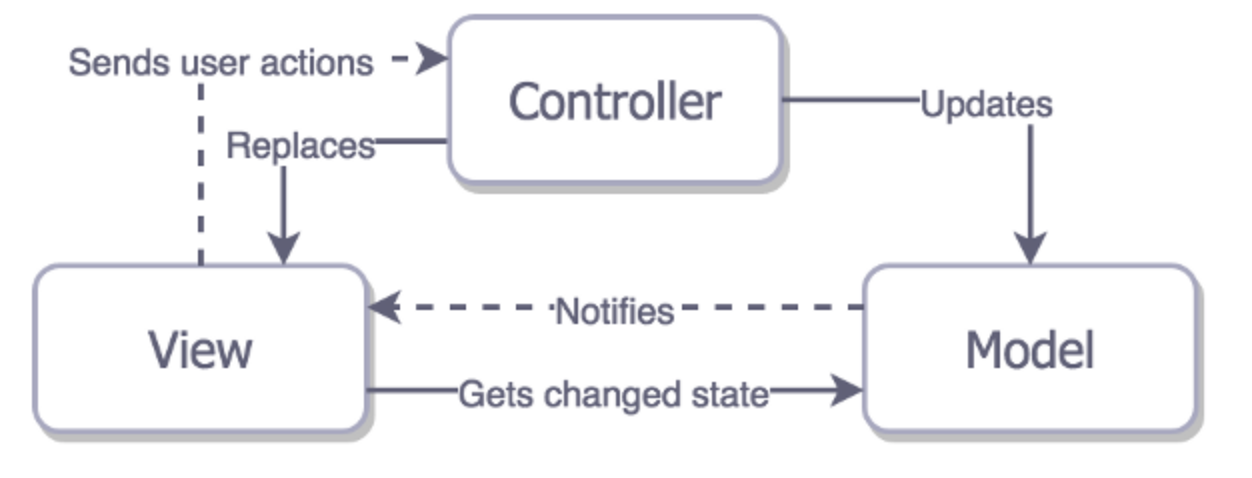 Sends user actions
Controller
Updates
Replaces
Notifies
View
Model
Gets changed state